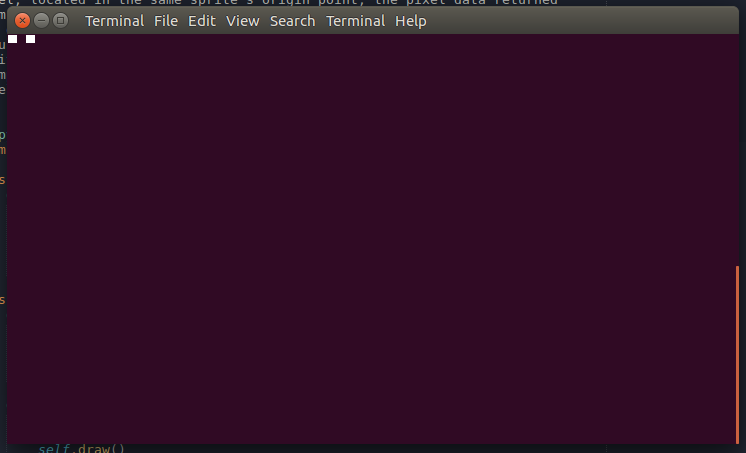 el, located in the same sprite's origin point, the pixel data returned
m
Terminal File Edit View Search Terminal Help
u
i
m
e
p
m
s
s
self.draw()